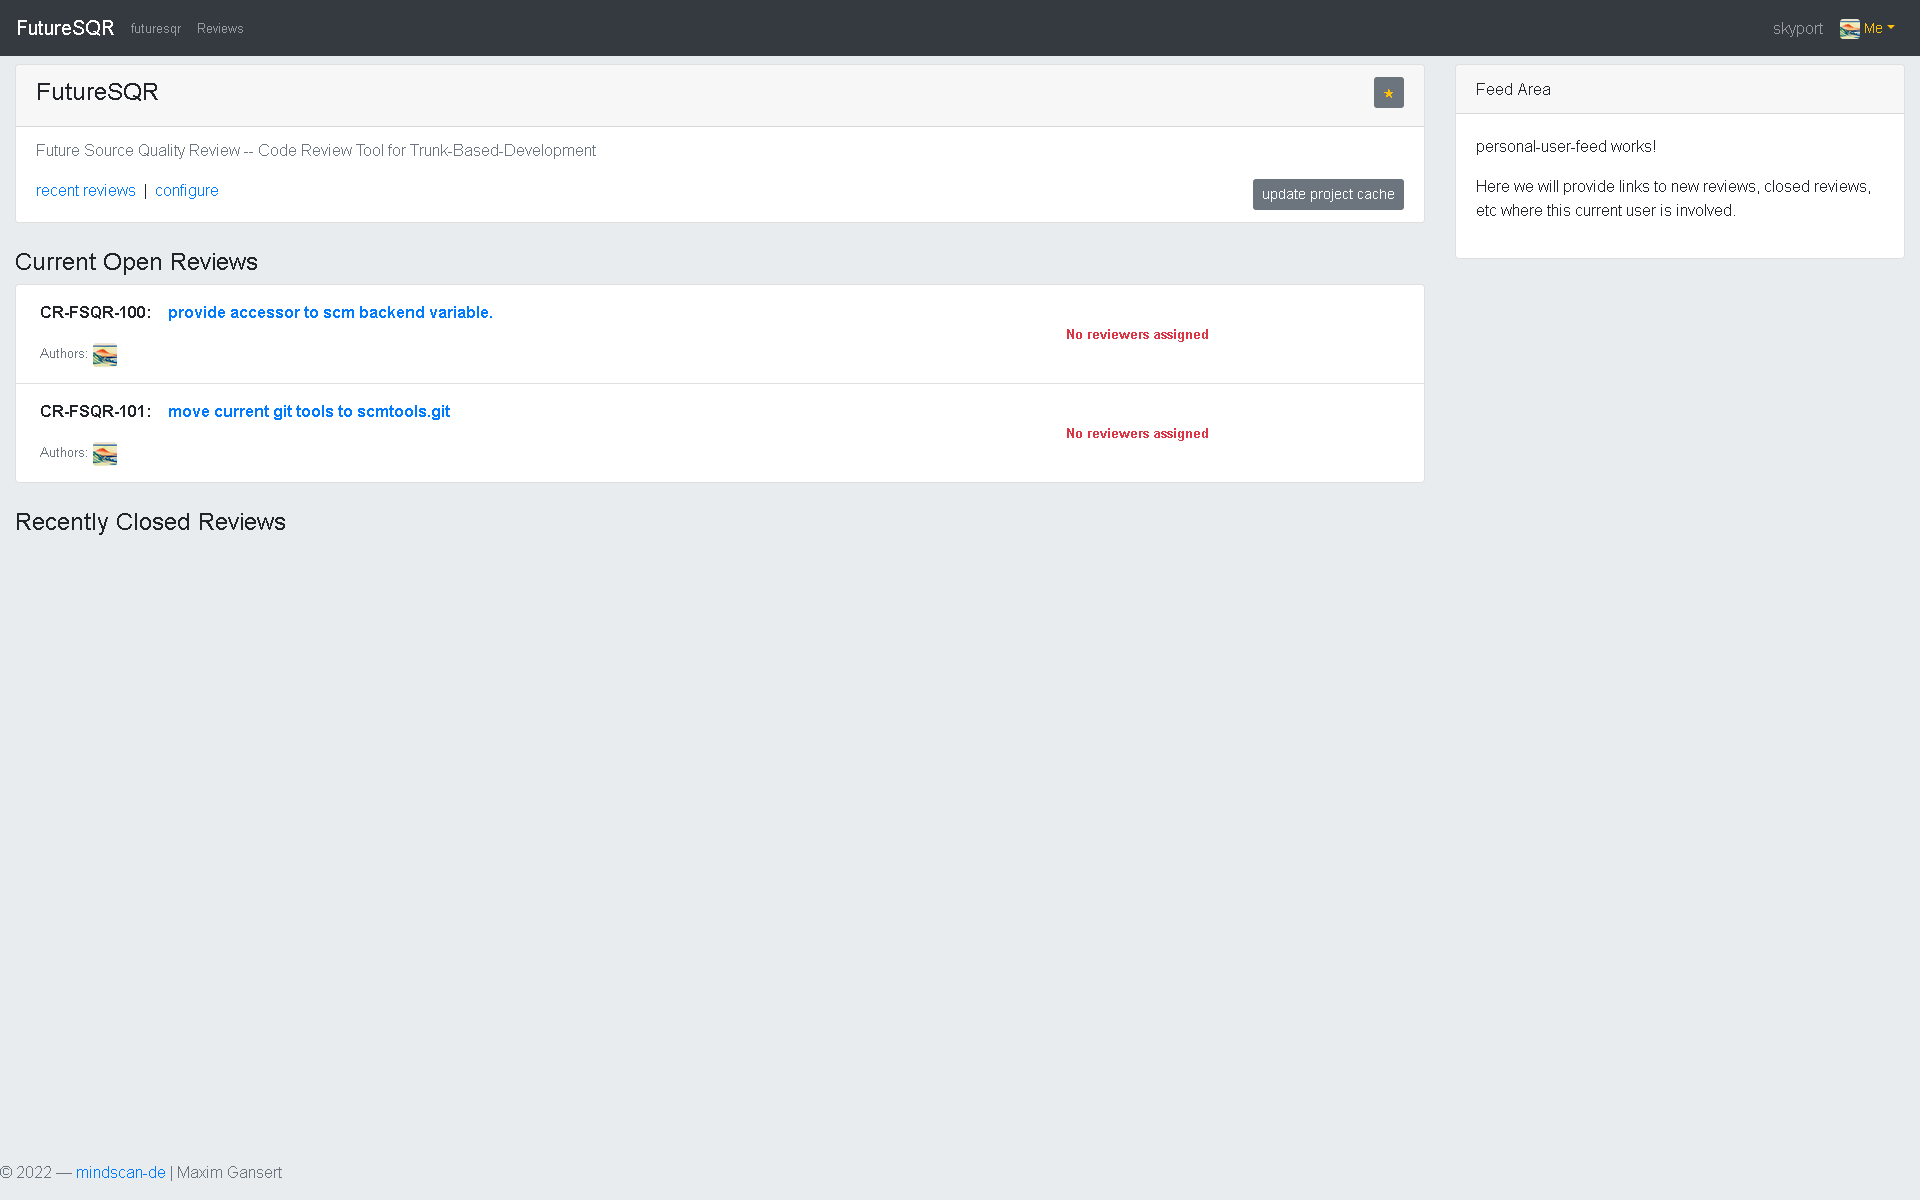 FutureSQR futuresqr Reviews skyport Me
FutureSQR
Future Source Quality Review -- Code Review Tool for Trunk-Based-Development
recent reviews | configure
update project cache
Current Open Reviews
CR-FSQR-100: provide accessor to scm backend variable.
No reviewers assigned
Authors:
CR-FSQR-101: move current git tools to scmtools.git
No reviewers assigned
Authors:
Recently Closed Reviews
Feed Area
personal-user-feed works!
Here we will provide links to new reviews, closed reviews,
etc where this current user is involved.
© 2022 — mindscan-de | Maxim Gansert